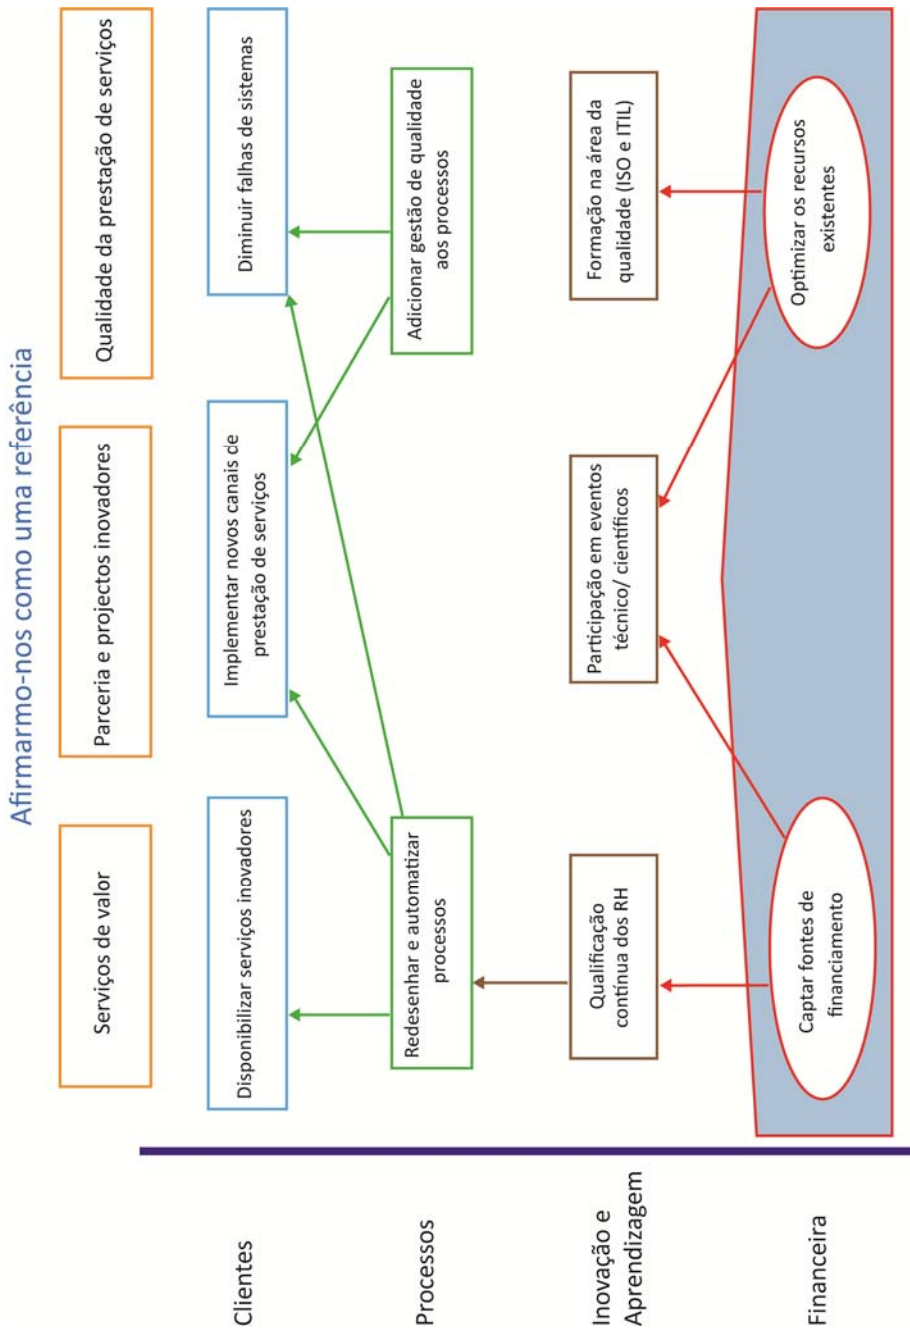 Afirmarmo-nos como uma referência
Serviços de valor
Parceria e projectos inovadores
Qualidade da prestação de serviços
Clientes
Disponibilizar serviços inovadores
Implementar novos canais de
prestação de serviços
Diminuir falhas de sistemas
Processos
Redesenhar e automatizar
processos
Adicionar gestão de qualidade
aos processos
Inovação e
Aprendizagem
Qualificação
contínua dos RH
Participação em eventos
técnico/ científicos
Formação na área da
qualidade (ISO e ITIL)
Financeira
Captar fontes de
financiamento
Optimizar os recursos
existentes